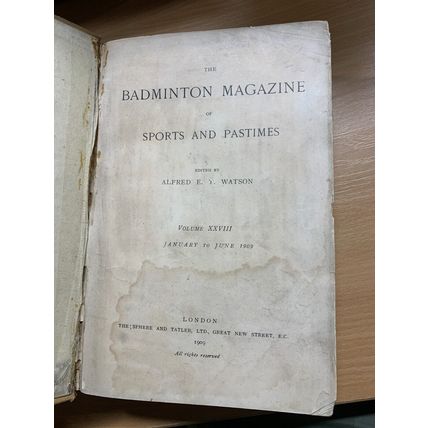 THE
BADMINTON MAGAZINE
OF
SPORTS AND PASTIMES
EDITED BY
ALFRED E. T. WATSON
VOLUME XXVIII
JANUARY TO JUNE 1909
LONDON
THE SPHERE AND TATLER, LTD., GREAT NEW STREET, E.C.
1909
All rights reserved